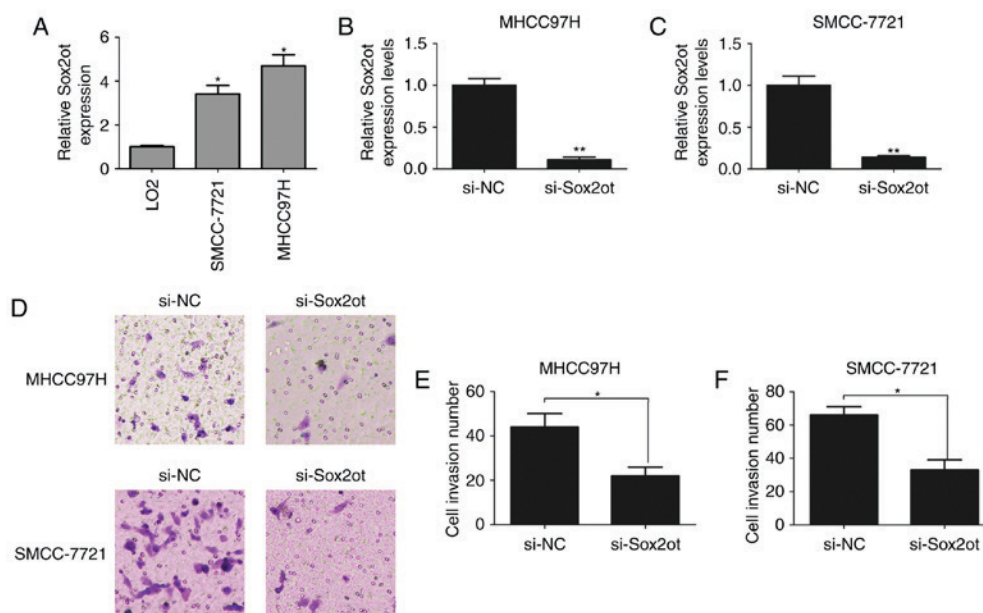 A
Relative Sox2ot
expression
6
4
2
0
*
*
LO2
SMCC-7721
MHCC97H
B
MHCC97H
Relative Sox2ot
expression levels
1.5
1.0
0.5
0.0
**
si-NC
si-Sox2ot
C
SMCC-7721
Relative Sox2ot
expression levels
1.5
1.0
0.5
0.0
**
si-NC
si-Sox2ot
D
si-NC
si-Sox2ot
MHCC97H
si-NC
si-Sox2ot
SMCC-7721
E
MHCC97H
Cell invasion number
60
40
20
0
*
si-NC
si-Sox2ot
F
SMCC-7721
Cell invasion number
80
60
40
20
0
*
si-NC
si-Sox2ot